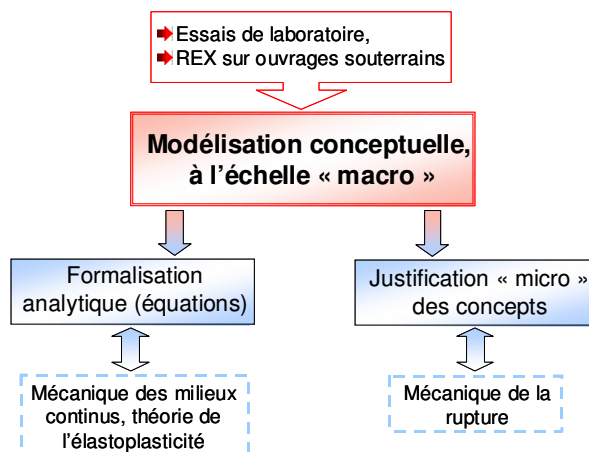 Essais de laboratoire,
REX sur ouvrages souterrains
Modélisation conceptuelle,
à l'échelle « macro »
Formalisation
analytique (équations)
Justification « micro »
des concepts
Mécanique des milieux
continus, théorie de
l'élastoplasticité
Mécanique de la
rupture